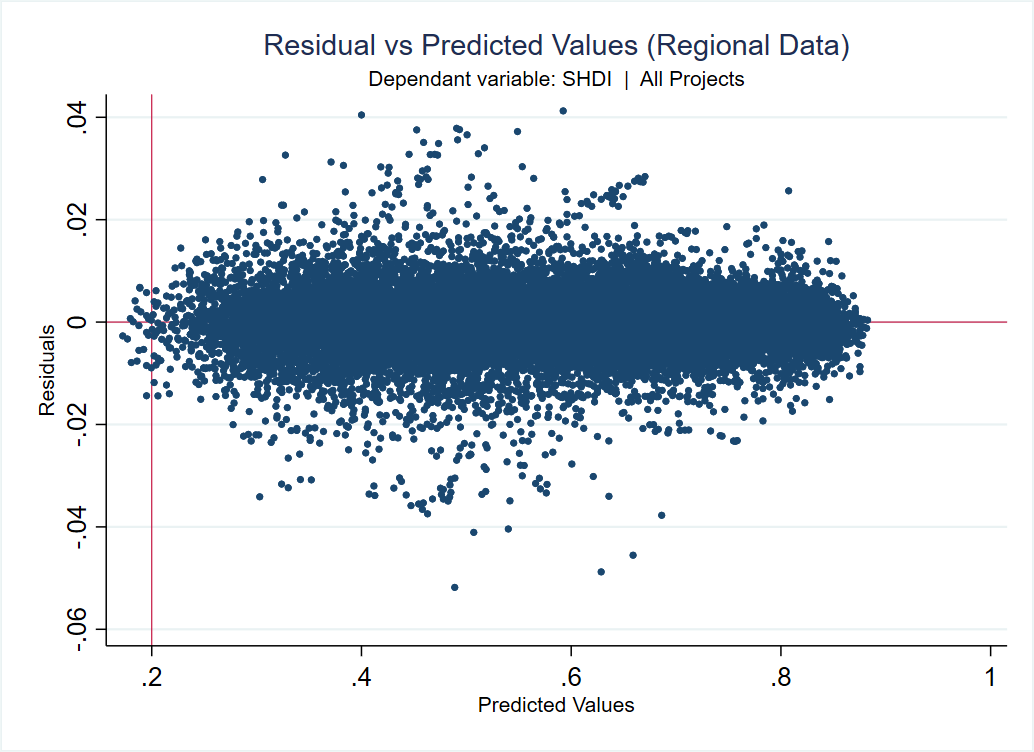 Residual vs Predicted Values (Regional Data)
Dependant variable: SHDI | All Projects
.04
.02
0
-.02
-.04
-.06
Residuals
.2 .4 .6 .8 1
Predicted Values